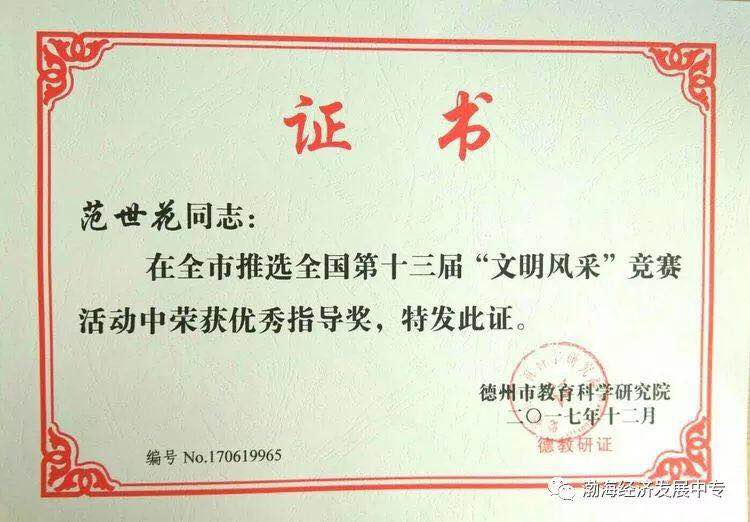 证书
范世花同志：
在全市推选全国第十三届“文明风采”竞赛
活动中荣获优秀指导奖，特发此证。
德州市教育科学研究院
二〇一七年十二月
德教研证
编号 No.170619965
渤海经济发展中专